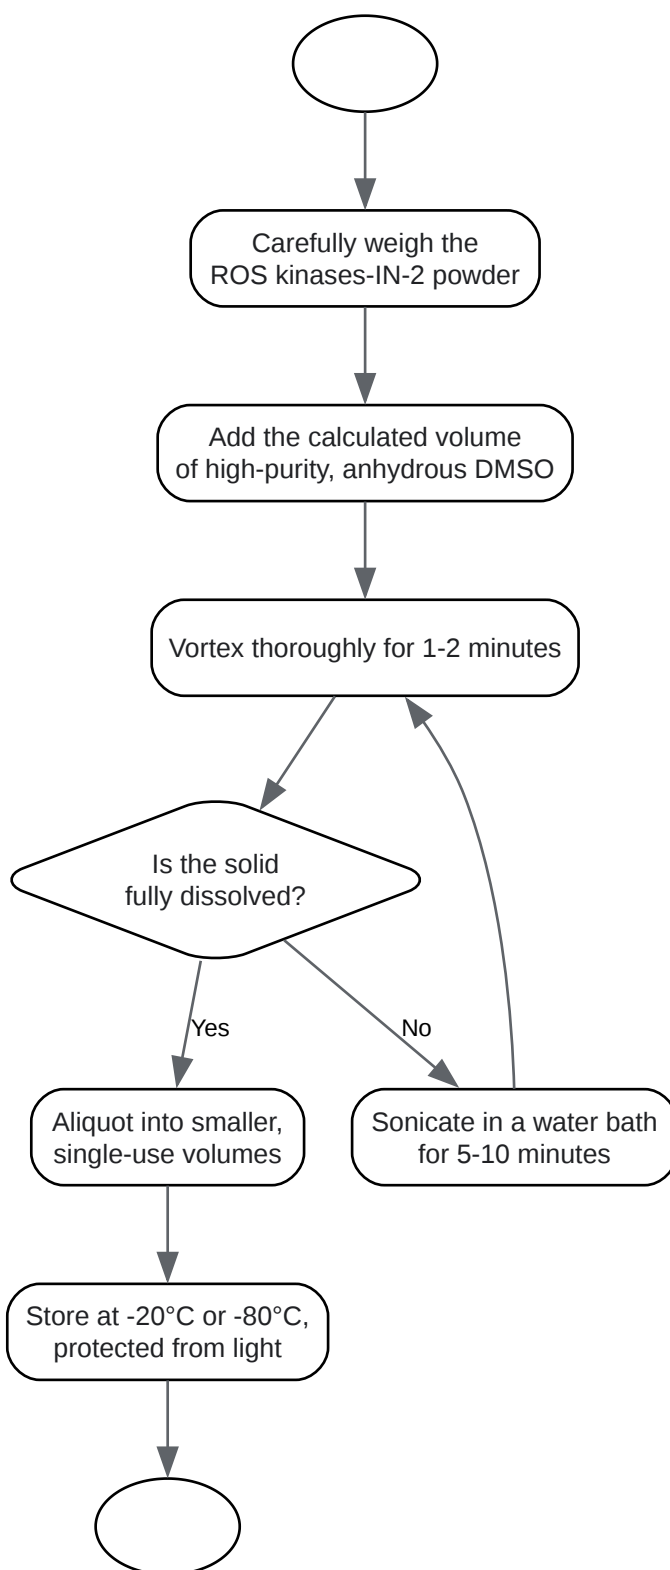 Carefully weigh the
ROS kinases-IN-2 powder
Add the calculated volume
of high-purity, anhydrous DMSO
Vortex thoroughly for 1-2 minutes
Is the solid
fully dissolved?
Yes
No
Aliquot into smaller,
single-use volumes
Sonicate in a water bath
for 5-10 minutes
Store at -20°C or -80°C,
protected from light